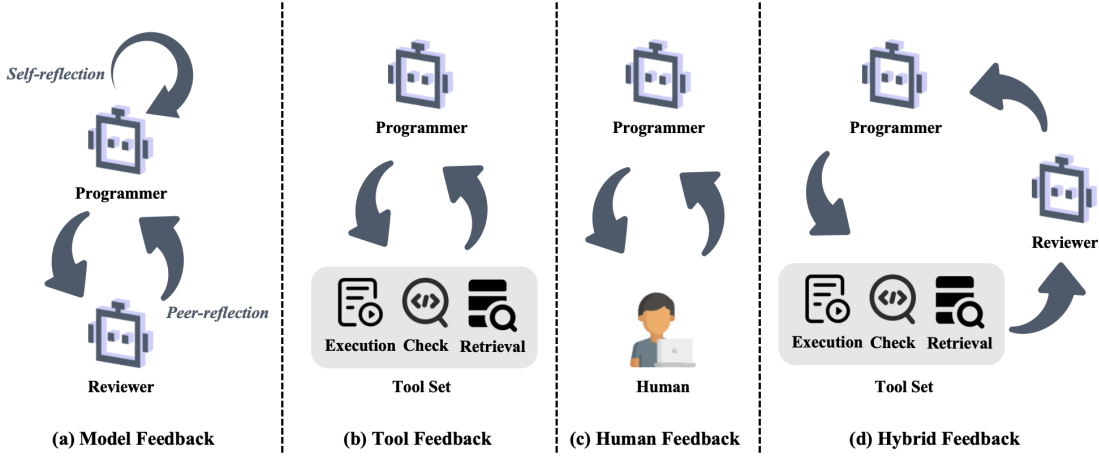 Self-reflection
Programmer
Peer-reflection
Reviewer
(a) Model Feedback
Programmer
Execution Check Retrieval
Tool Set
(b) Tool Feedback
Programmer
Human
(c) Human Feedback
Programmer
Reviewer
Execution Check Retrieval
Tool Set
(d) Hybrid Feedback